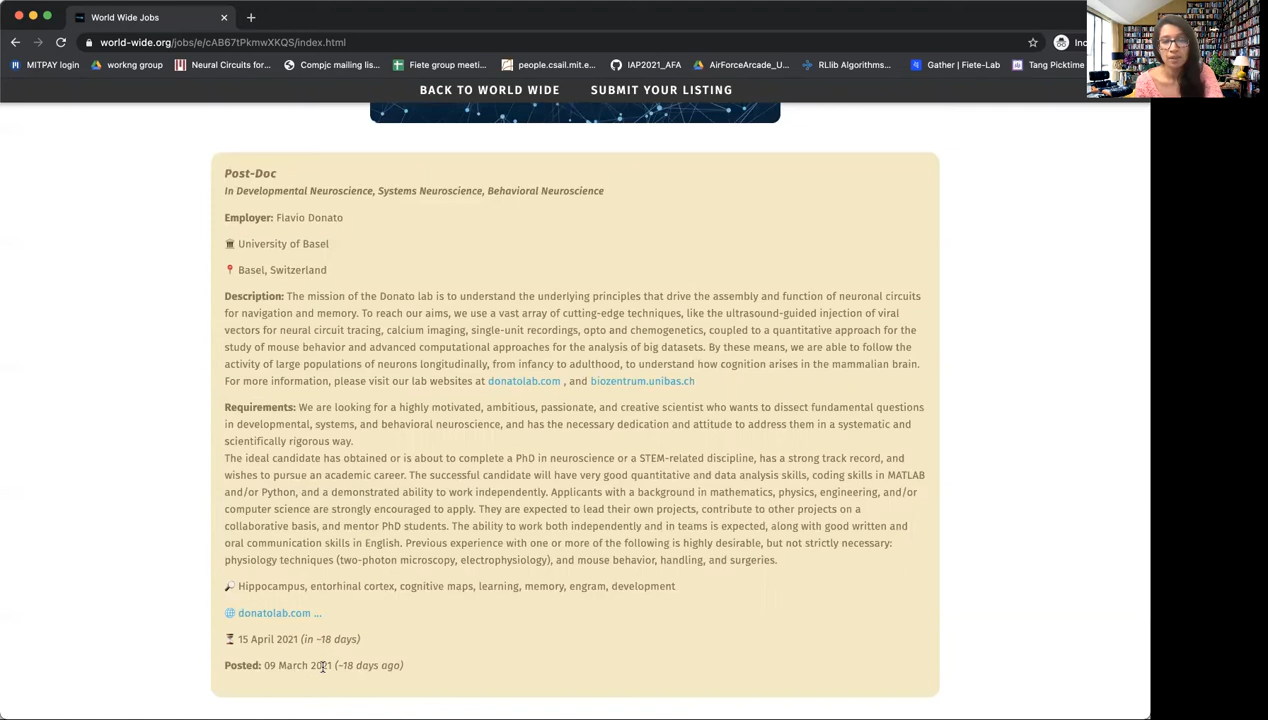 World Wide Jobs
world-wide.org/jobs/e/cAB67tPkmwXKQS/index.html
MITPAY login
workng group
Neural Circuits for...
Compjc mailing lis...
Fiete group meetin...
people.csail.mit.e...
IAP2021_AFA
AirForceArcade_U...
RLlib Algorithms...
Gather | Fiete-Lab
Tang Picktime
BACK TO WORLD WIDE
SUBMIT YOUR LISTING
Post-Doc
In Developmental Neuroscience, Systems Neuroscience, Behavioral Neuroscience
Employer: Flavio Donato
University of Basel
Basel, Switzerland
Description: The mission of the Donato lab is to understand the underlying principles that drive the assembly and function of neuronal circuits
for navigation and memory. To reach our aims, we use a vast array of cutting-edge techniques, like the ultrasound-guided injection of viral
vectors for neural circuit tracing, calcium imaging, single-unit recordings, opto and chemogenetics, coupled to a quantitative approach for the
study of mouse behavior and advanced computational approaches for the analysis of big datasets. By these means, we are able to follow the
activity of large populations of neurons longitudinally, from infancy to adulthood, to understand how cognition arises in the mammalian brain.
For more information, please visit our lab websites at donatolab.com , and biozentrum.unibas.ch
Requirements: We are looking for a highly motivated, ambitious, passionate, and creative scientist who wants to dissect fundamental questions
in developmental, systems, and behavioral neuroscience, and has the necessary dedication and attitude to address them in a systematic and
scientifically rigorous way.
The ideal candidate has obtained or is about to complete a PhD in neuroscience or a STEM-related discipline, has a strong track record, and
wishes to pursue an academic career. The successful candidate will have very good quantitative and data analysis skills, coding skills in MATLAB
and/or Python, and a demonstrated ability to work independently. Applicants with a background in mathematics, physics, engineering, and/or
computer science are strongly encouraged to apply. They are expected to lead their own projects, contribute to other projects on a
collaborative basis, and mentor PhD students. The ability to work both independently and in teams is expected, along with good written and
oral communication skills in English. Previous experience with one or more of the following is highly desirable, but not strictly necessary:
physiology techniques (two-photon microscopy, electrophysiology), and mouse behavior, handling, and surgeries.
Hippocampus, entorhinal cortex, cognitive maps, learning, memory, engram, development
donatolab.com ...
15 April 2021 (in ~18 days)
Posted: 09 March 2021 (~18 days ago)